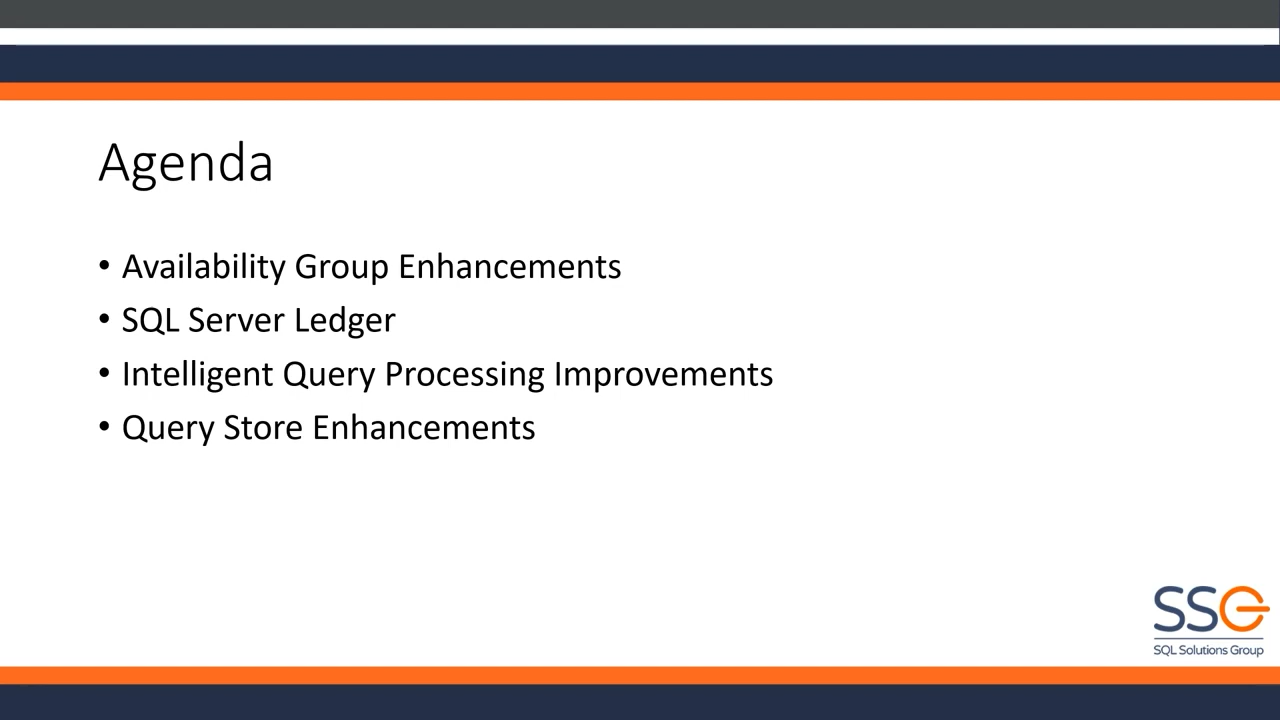 Agenda
• Availability Group Enhancements
• SQL Server Ledger
• Intelligent Query Processing Improvements
• Query Store Enhancements
SSG
SQL Solutions Group